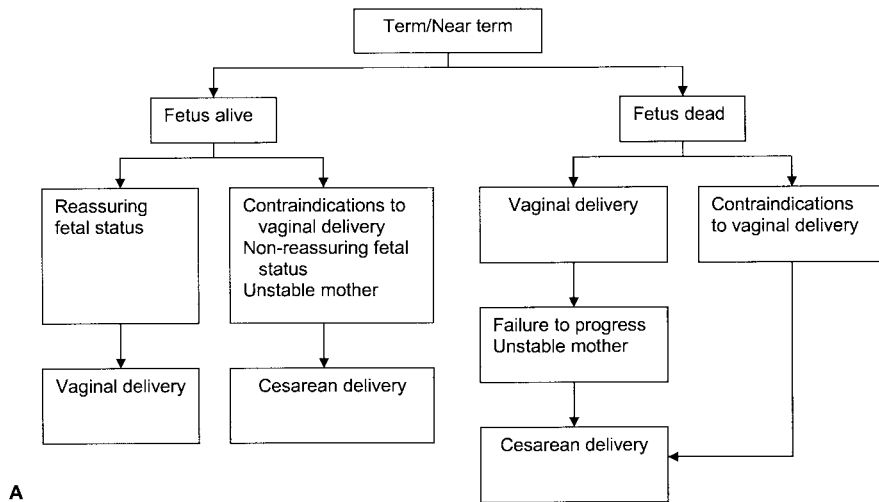 Term/Near term
Fetus alive
Fetus dead
Reassuring
fetal status
Contraindications to
vaginal delivery
Non-reassuring fetal
status
Unstable mother
Vaginal delivery
Contraindications
to vaginal delivery
Failure to progress
Unstable mother
Vaginal delivery
Cesarean delivery
Cesarean delivery
A